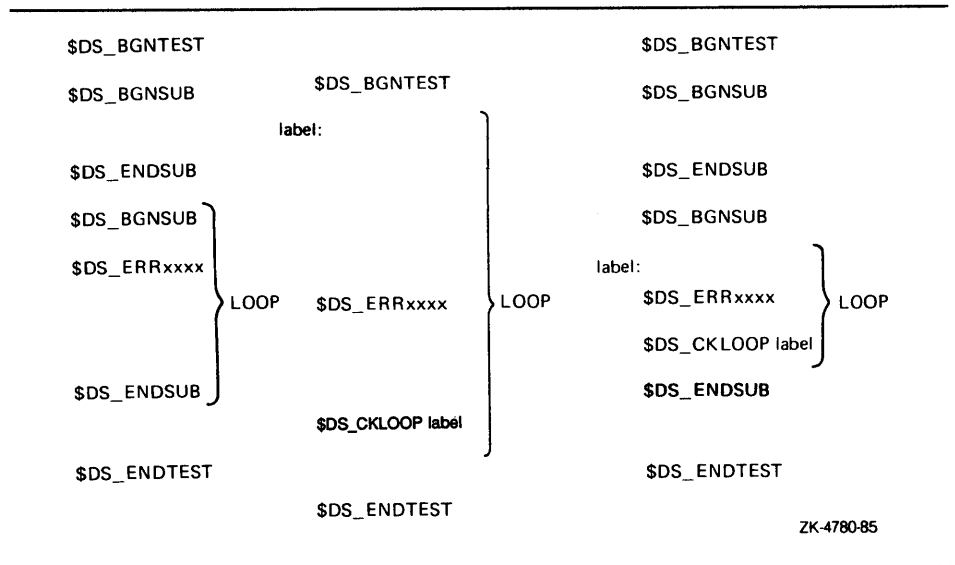 $DS_BGNTEST
$DS_BGNSUB
$DS_ENDSUB
$DS_BGNSUB
$DS_ERRxxxx
LOOP
$DS_ENDSUB
$DS_ENDTEST
$DS_BGNTEST
label:
$DS_ERRxxxx
LOOP
$DS_CKLOOP label
$DS_ENDTEST
$DS_BGNTEST
$DS_BGNSUB
$DS_ENDSUB
$DS_BGNSUB
label:
$DS_ERRxxxx
LOOP
$DS_CKLOOP label
$DS_ENDSUB
$DS_ENDTEST
ZK-4780-85